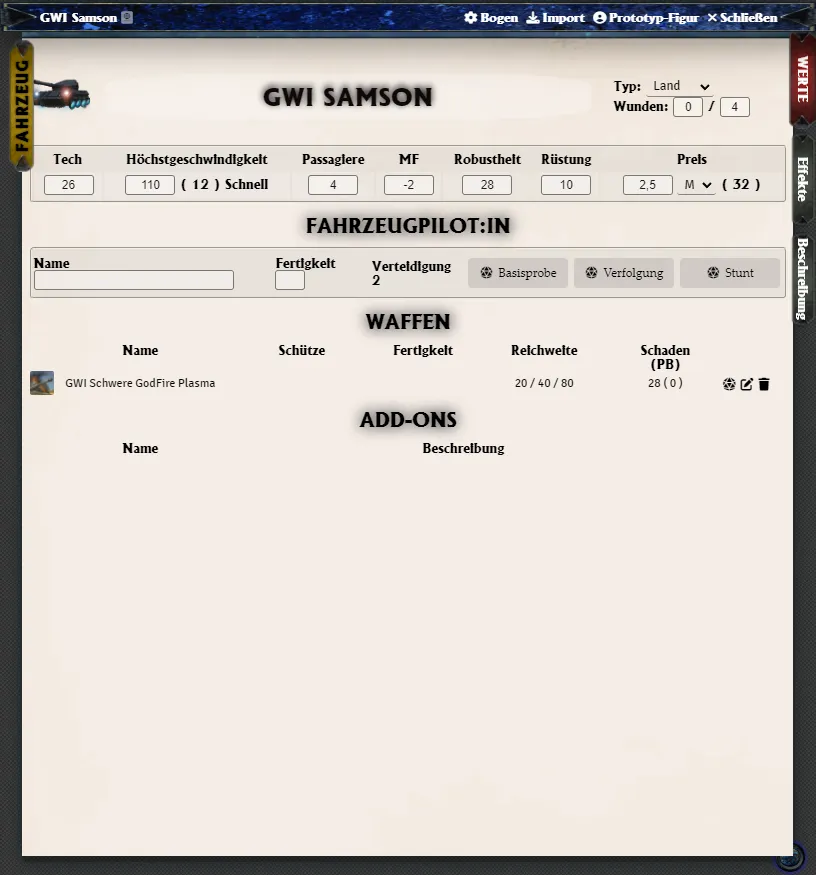 GWI Samson
Bogen Import Prototyp-Figur Schließen
FAHRZEUG
GWI SAMSON
Typ: Land
Wunden: 0 / 4
WERTE
Effekte
Beschreibung
Tech Höchstgeschwindigkeit Passagiere MF Robustheit Rüstung Preis
26 110 ( 12 ) Schnell 4 -2 28 10 2,5 M ( 32 )
FAHRZEUGPILOT:IN
Name Fertigkeit Verteidigung
2
Basisprobe Verfolgung Stunt
WAFFEN
Name Schütze Fertigkeit Reichweite Schaden
(PB)
GWI Schwere GodFire Plasma 20 / 40 / 80 28 ( 0 )
ADD-ONS
Name Beschreibung